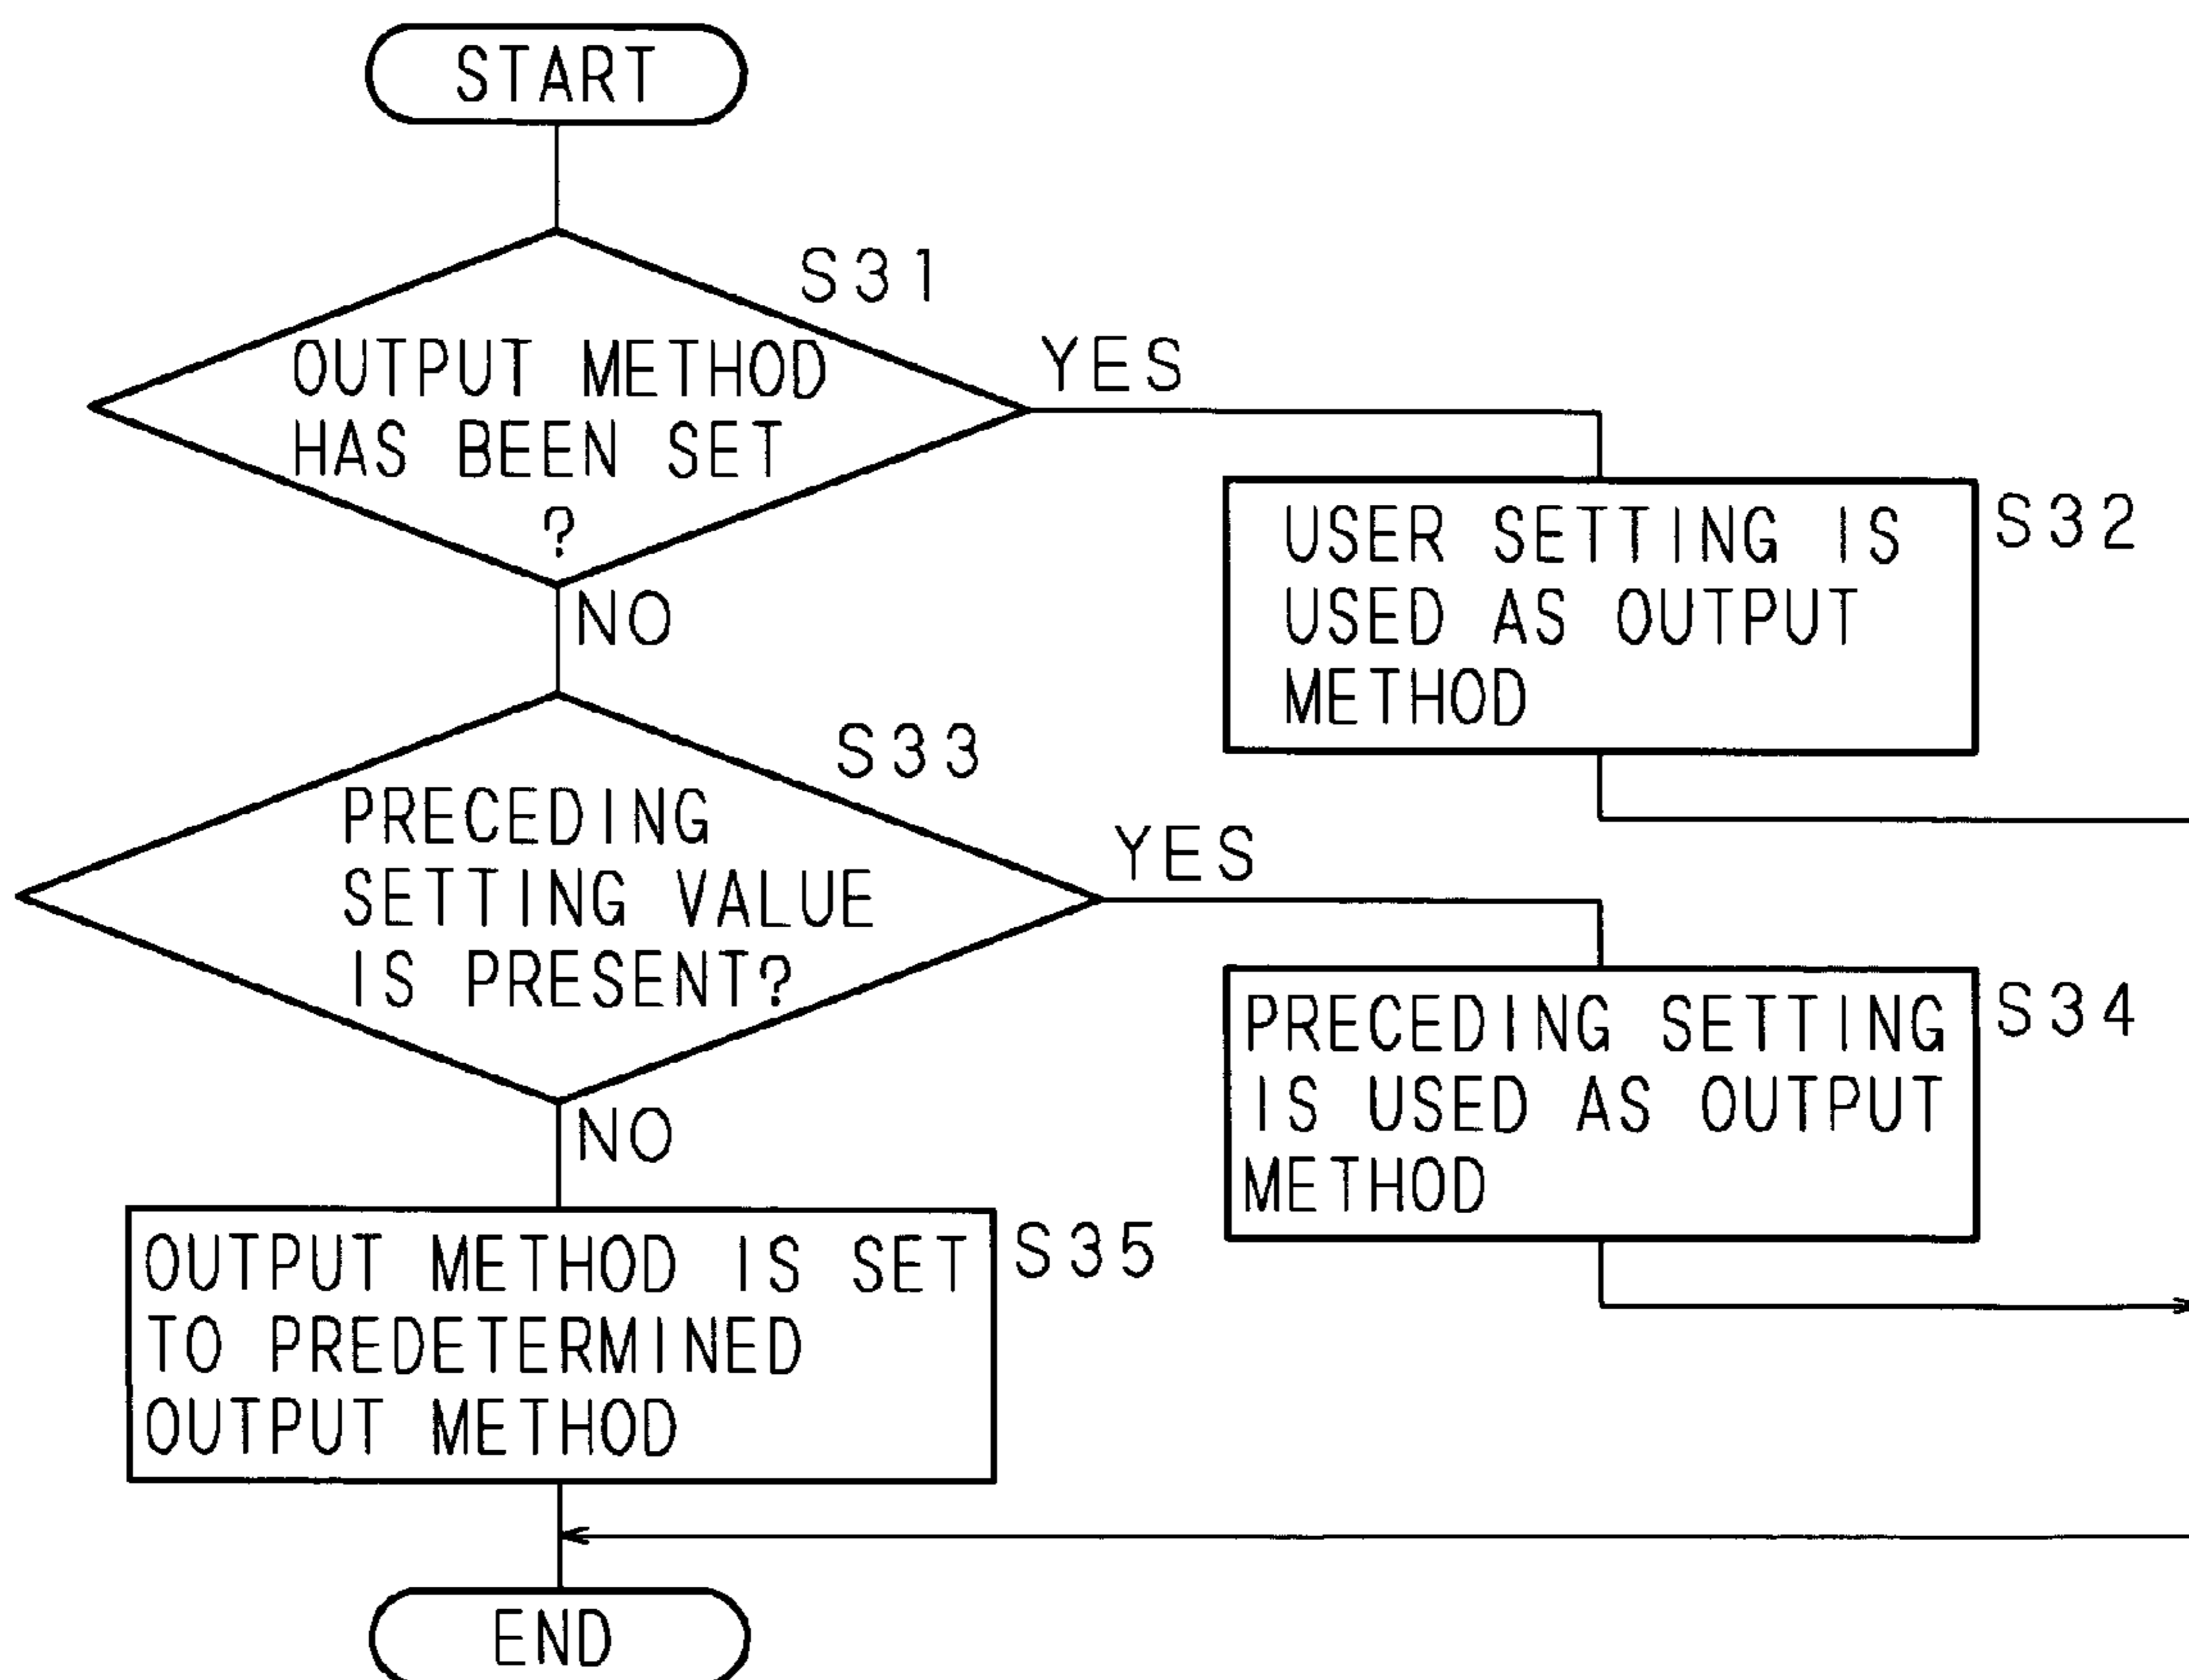 START
S31
OUTPUT METHOD
HAS BEEN SET
?
YES
NO
USER SETTING IS
USED AS OUTPUT
METHOD
S32
S33
PRECEDING
SETTING VALUE
IS PRESENT?
YES
NO
PRECEDING SETTING
IS USED AS OUTPUT
METHOD
S34
OUTPUT METHOD IS SET
TO PREDETERMINED
OUTPUT METHOD
S35
END